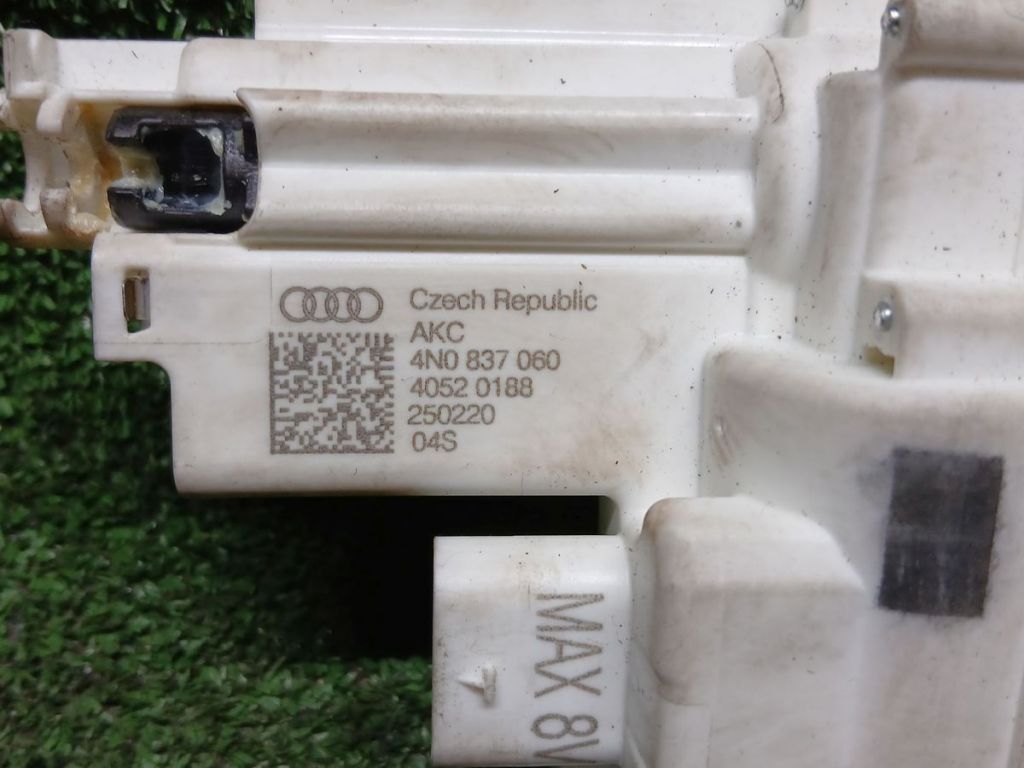 Czech Republic
AKC
4N0 837 060
4052 0188
250220
04S
MAX 8V